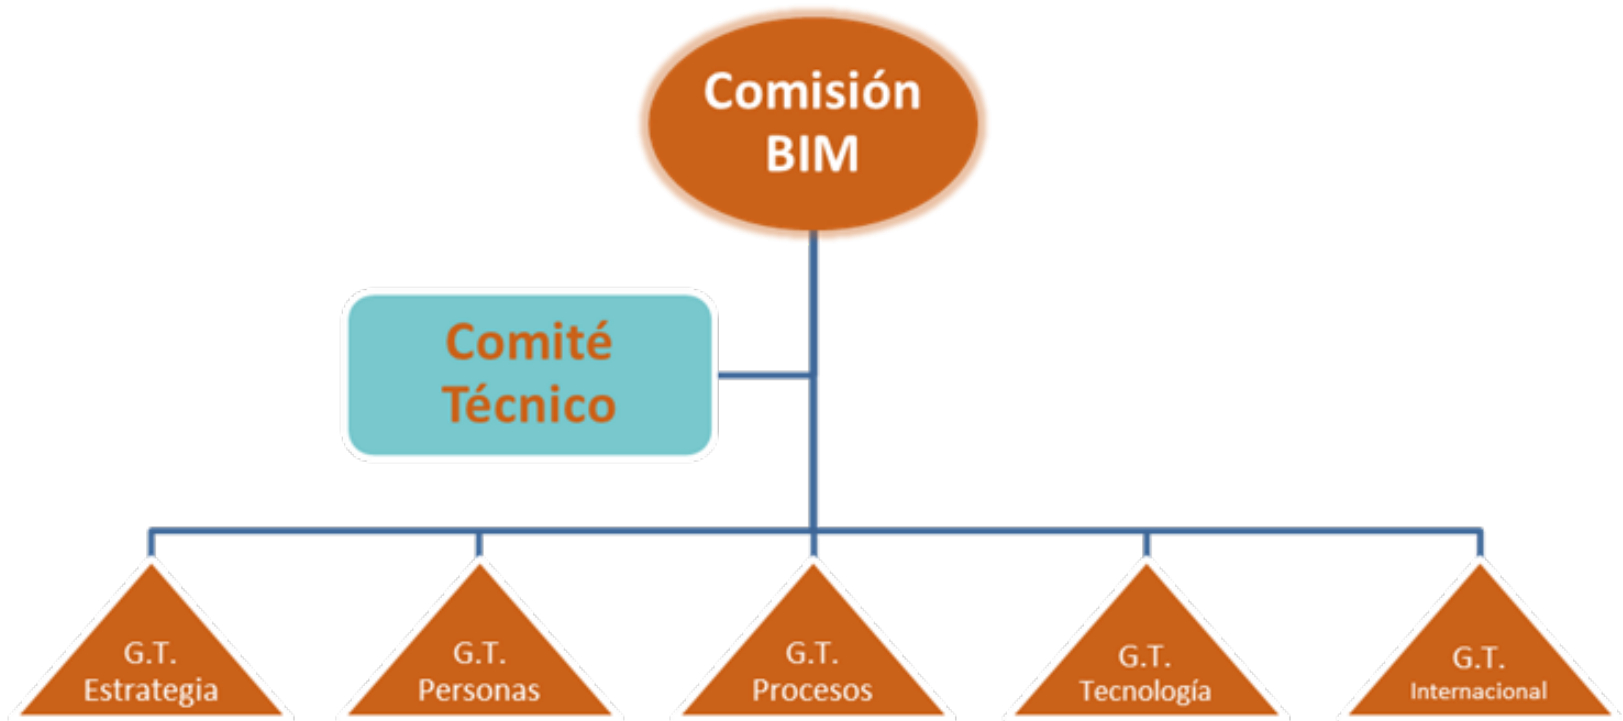 Comisión
BIM
Comité
Técnico
G.T.
Estrategia
G.T.
Personas
G.T.
Procesos
G.T.
Tecnología
G.T.
Internacional